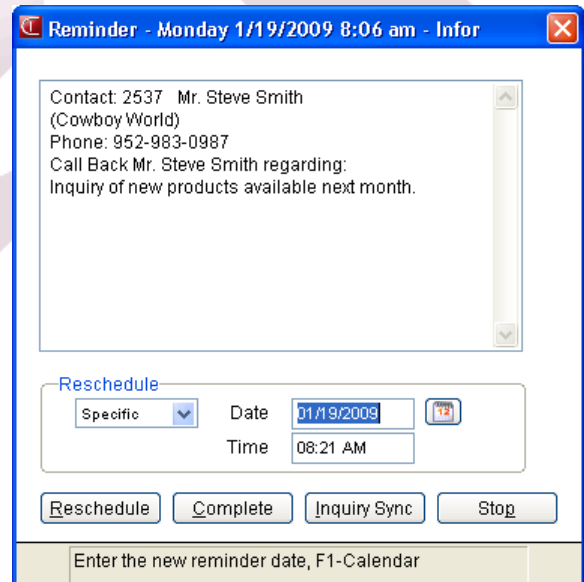 Reminder - Monday 1/19/2009 8:06 am - Infor
Contact: 2537 Mr. Steve Smith
(Cowboy World)
Phone: 952-983-0987
Call Back Mr. Steve Smith regarding:
Inquiry of new products available next month.
Reschedule
Specific Date 01/19/2009 12
Time 08:21 AM
Reschedule Complete Inquiry Sync Stop
Enter the new reminder date, F1-Calendar